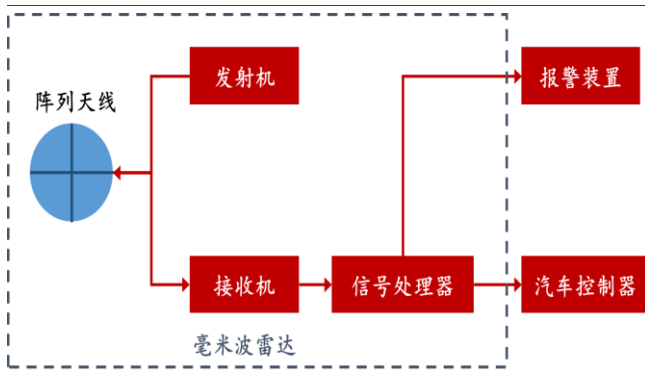 发射机
报警装置
阵列天线
接收机
信号处理器
汽车控制器
毫米波雷达